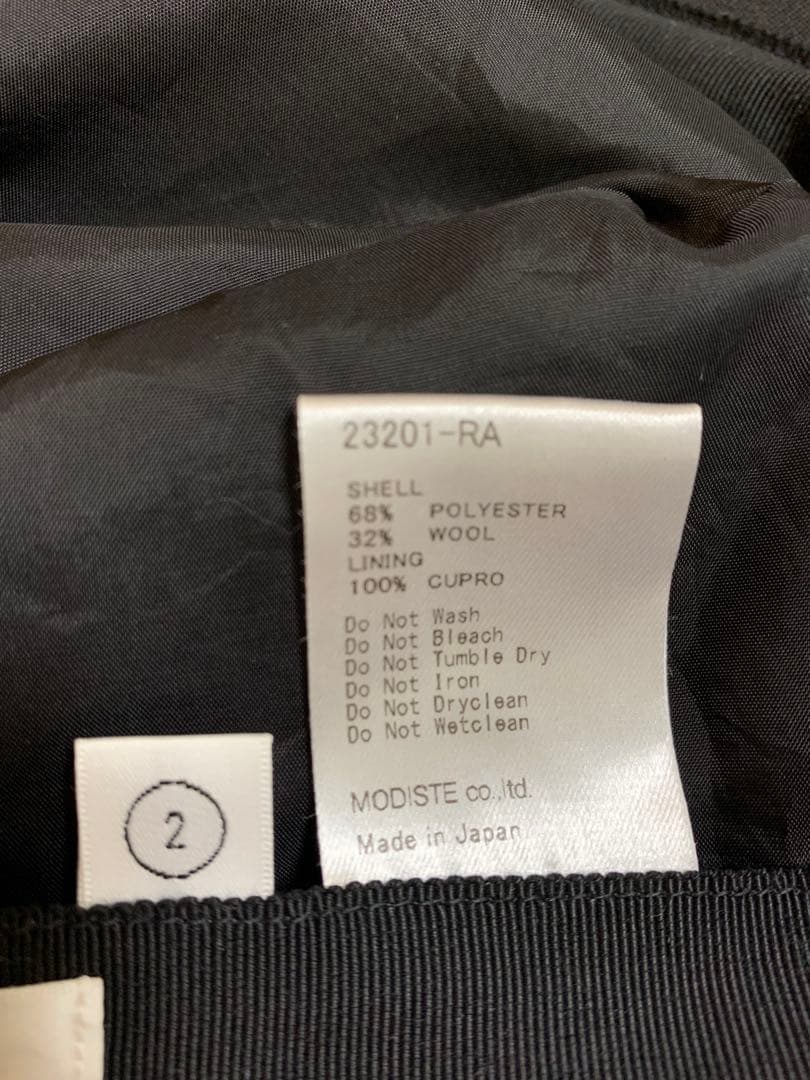 23201-RA
SHELL
68% POLYESTER
32% WOOL
LINING
100% CUPRO
Do Not Wash
Do Not Bleach
Do Not Tumble Dry
Do Not Iron
Do Not Dryclean
Do Not Wetclean
MODISTE co.,ltd.
Made in Japan
2